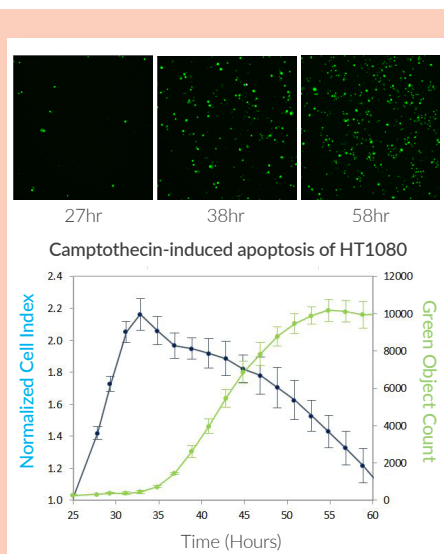 27hr 38hr 58hr
Camptothecin-induced apoptosis of HT1080
Normalized Cell Index
2.4
2.2
2.0
1.8
1.6
1.4
1.2
1.0
12000
10000
8000
6000
4000
2000
0
Green Object Count
25 30 35 40 45 50 55 60
Time (Hours)